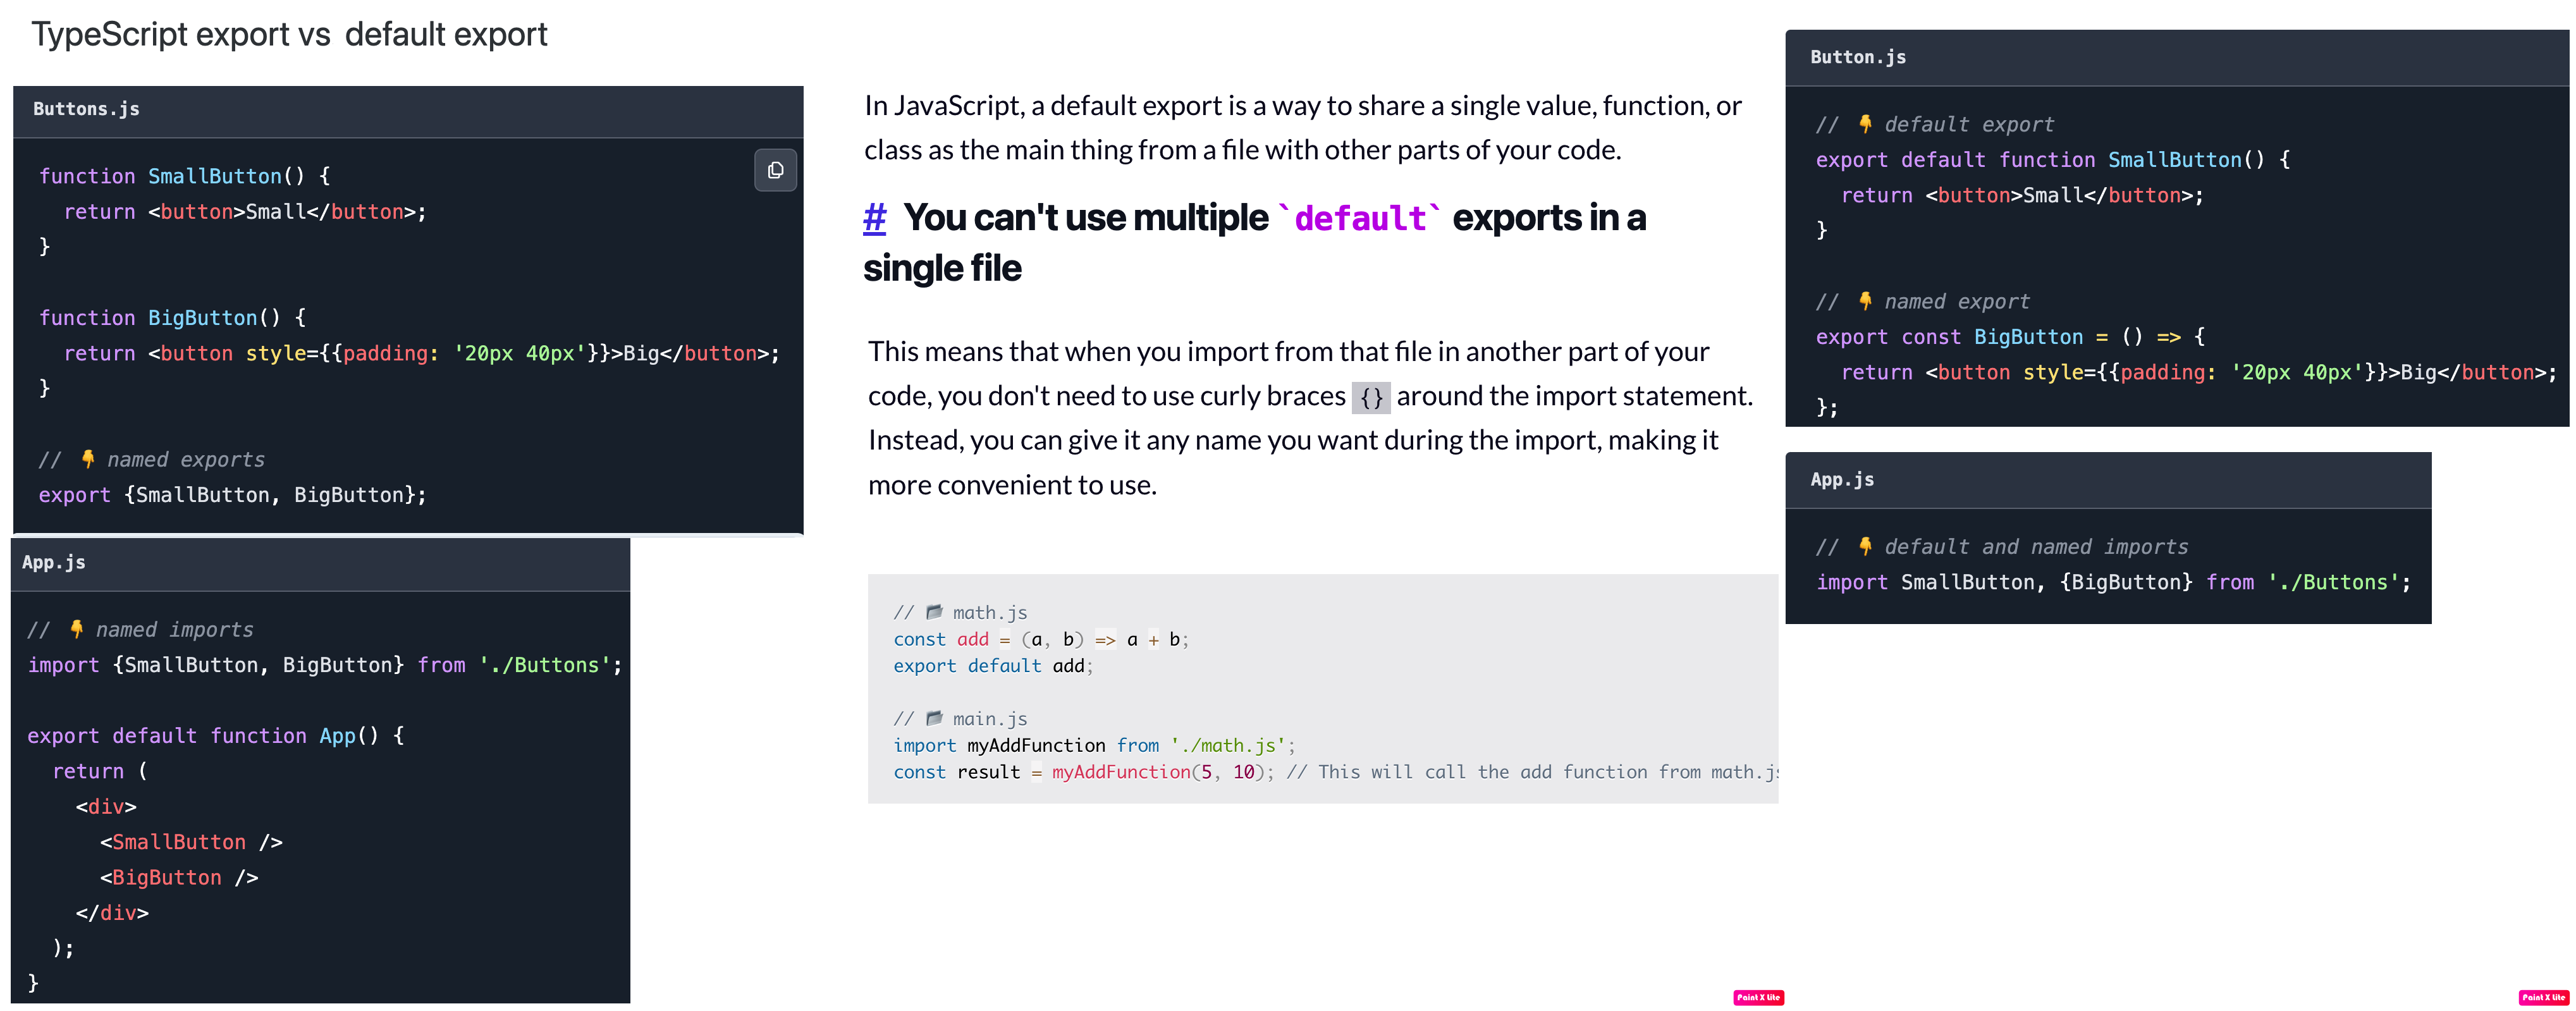 TypeScript export vs default export
Buttons.js
function SmallButton() {
  return <button>Small</button>;
}
function BigButton() {
  return <button style={{padding: '20px 40px'}}>Big</button>;
}
// 👇 named exports
export {SmallButton, BigButton};
App.js
// 👇 named imports
import {SmallButton, BigButton} from './Buttons';
export default function App() {
  return (
    <div>
      <SmallButton />
      <BigButton />
    </div>
  );
}
In JavaScript, a default export is a way to share a single value, function, or
class as the main thing from a file with other parts of your code.
# You can't use multiple `default` exports in a
single file
This means that when you import from that file in another part of your
code, you don't need to use curly braces {} around the import statement.
Instead, you can give it any name you want during the import, making it
more convenient to use.
// 📂 math.js
const add = (a, b) => a + b;
export default add;
// 📂 main.js
import myAddFunction from './math.js';
const result = myAddFunction(5, 10); // This will call the add function from math.js
Paint X Lite
Button.js
// 👇 default export
export default function SmallButton() {
  return <button>Small</button>;
}
// 👇 named export
export const BigButton = () => {
  return <button style={{padding: '20px 40px'}}>Big</button>;
};
App.js
// 👇 default and named imports
import SmallButton, {BigButton} from './Buttons';
Paint X Lite